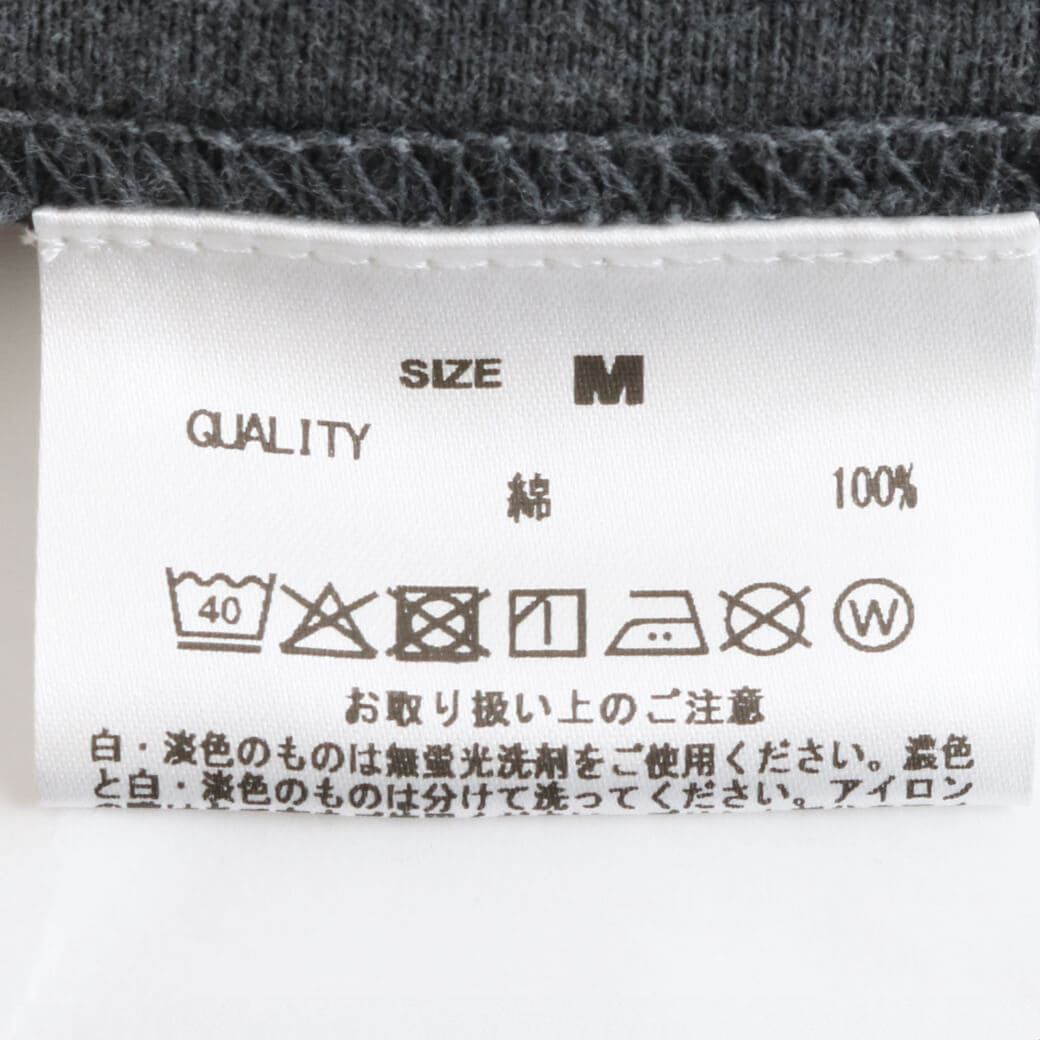 SIZE M
QUALITY
綿 100%
40 W
お取り扱い上のご注意
白・淡色のものは無蛍光洗剤をご使用ください。濃色
と白・淡色のものは分けて洗ってください。アイロン